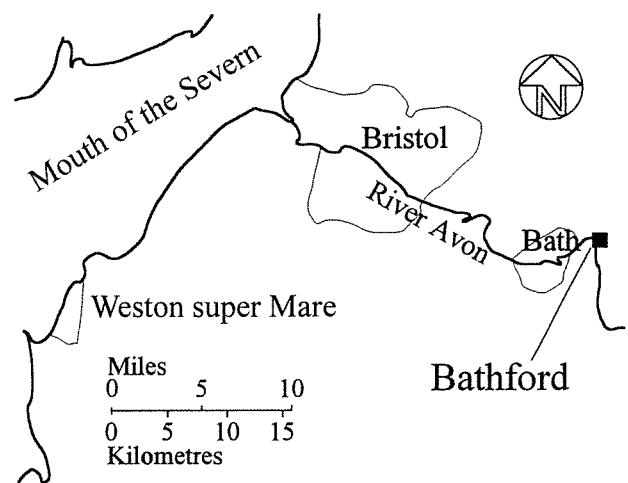 Mouth of the Severn
N
Bristol
River Avon
Bath
Weston super Mare
Bathford
Miles
0 5 10
0 5 10 15
Kilometres